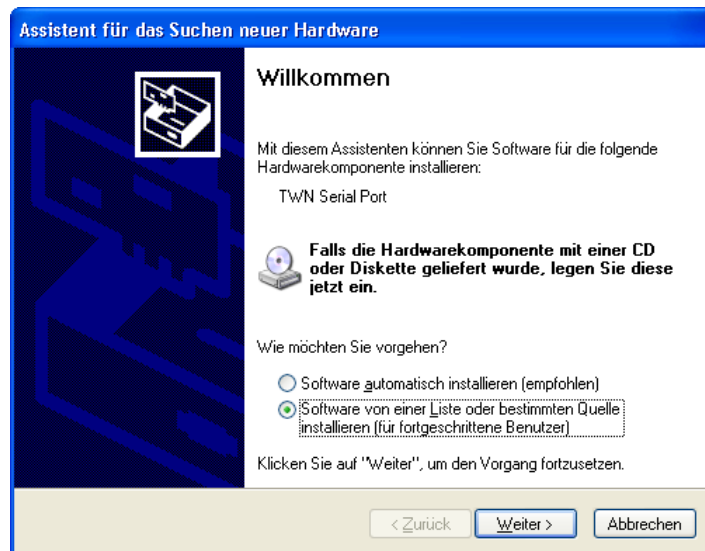 Assistent für das Suchen neuer Hardware
Willkommen
Mit diesem Assistenten können Sie Software für die folgende
Hardwarekomponente installieren:
TWN Serial Port
Falls die Hardwarekomponente mit einer CD
oder Diskette geliefert wurde, legen Sie diese
jetzt ein.
Wie möchten Sie vorgehen?
Software automatisch installieren (empfohlen)
Software von einer Liste oder bestimmten Quelle
installieren (für fortgeschrittene Benutzer)
Klicken Sie auf "Weiter", um den Vorgang fortzusetzen.
< Zurück Weiter > Abbrechen